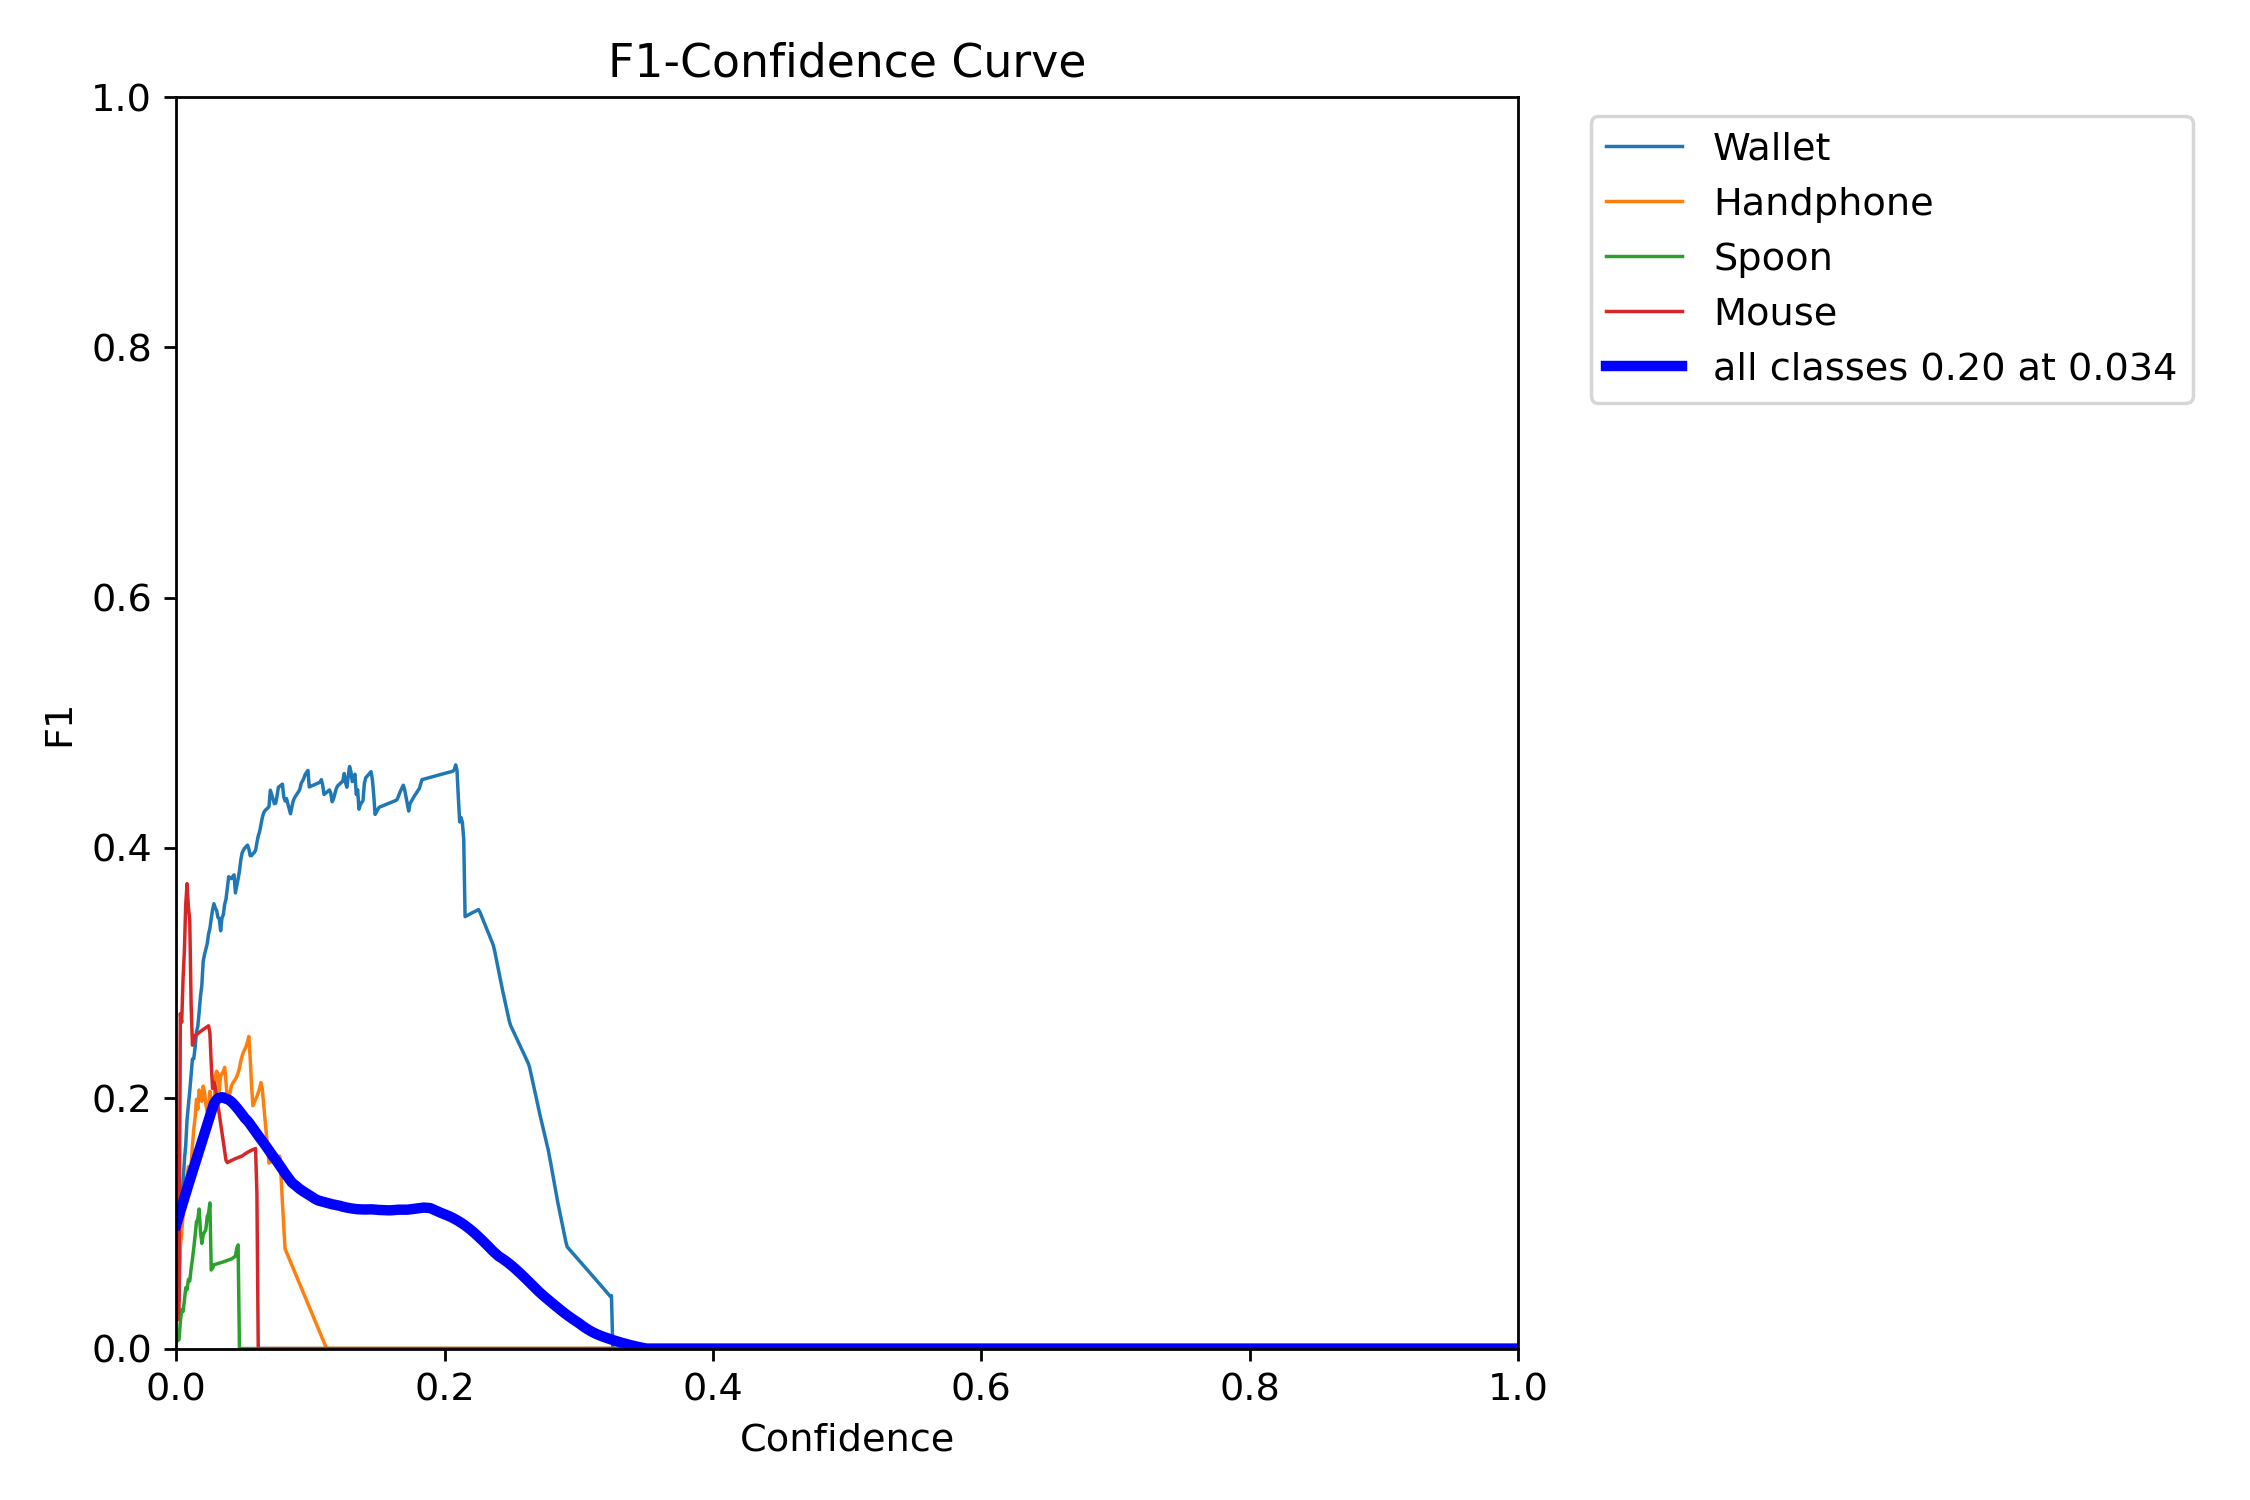 F1-Confidence Curve
1.0
0.8
0.6
0.4
0.2
0.0
F1
0.0 0.2 0.4 0.6 0.8 1.0
Confidence
Wallet
Handphone
Spoon
Mouse
all classes 0.20 at 0.034